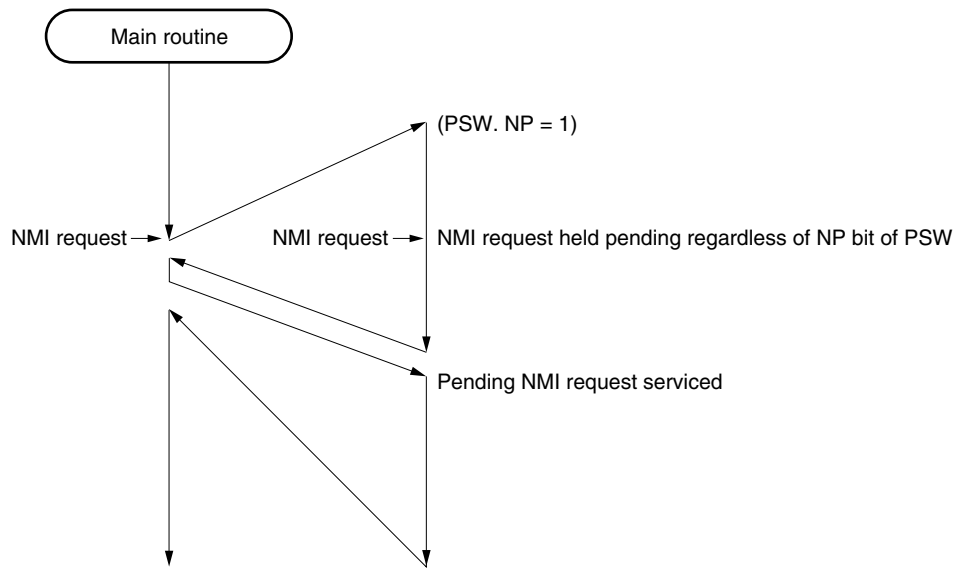 Main routine
(PSW. NP = 1)
NMI request
NMI request
NMI request held pending regardless of NP bit of PSW
Pending NMI request serviced